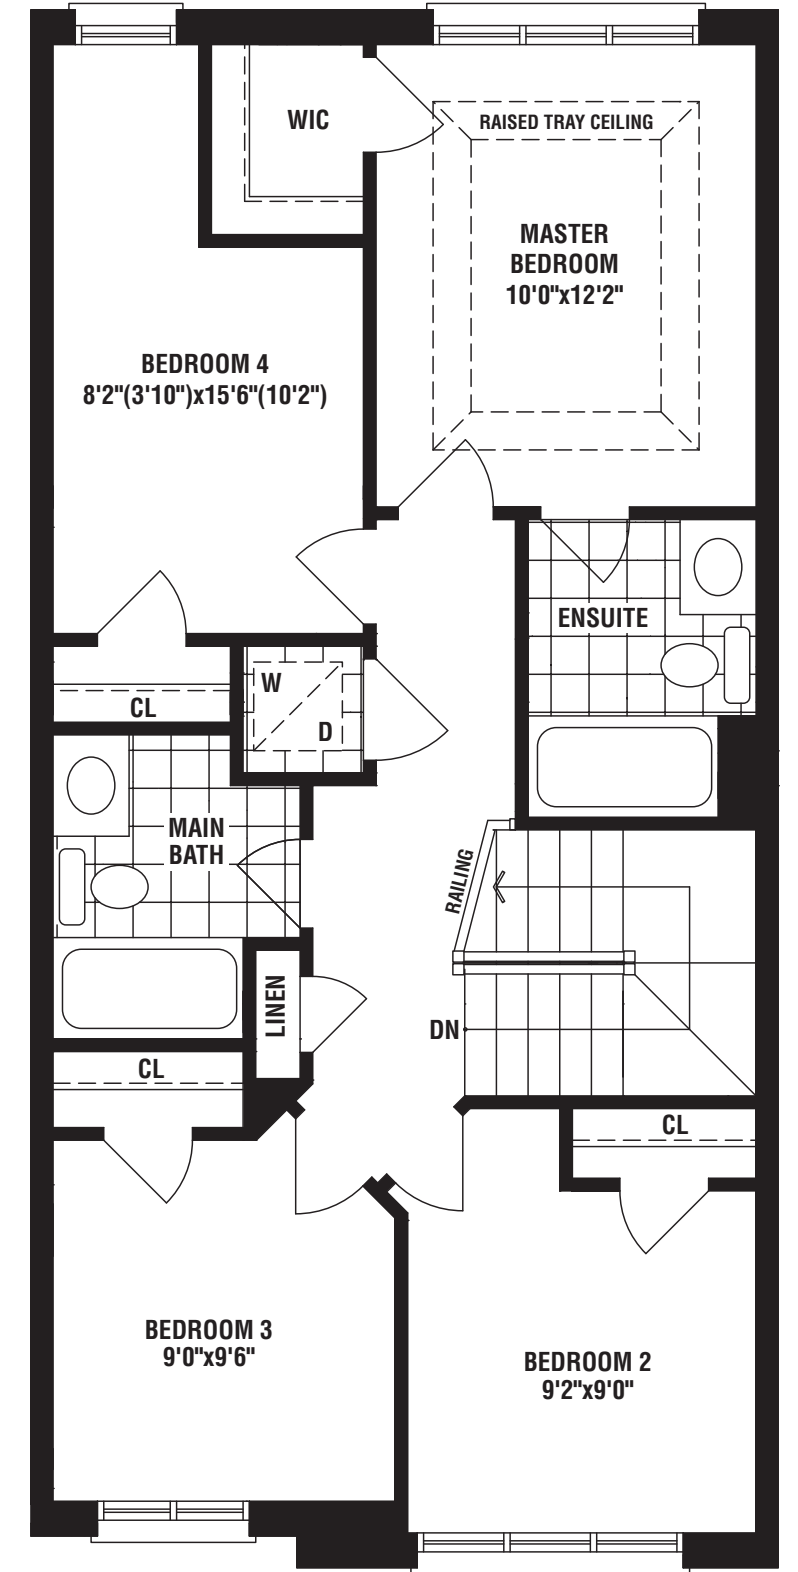 WIC
RAISED TRAY CEILING
MASTER
BEDROOM
10'0"x12'2"
BEDROOM 4
8'2"(3'10")x15'6"(10'2")
ENSUITE
W
D
CL
MAIN
BATH
RAILING
LINEN
DN
CL
CL
BEDROOM 3
9'0"x9'6"
BEDROOM 2
9'2"x9'0"